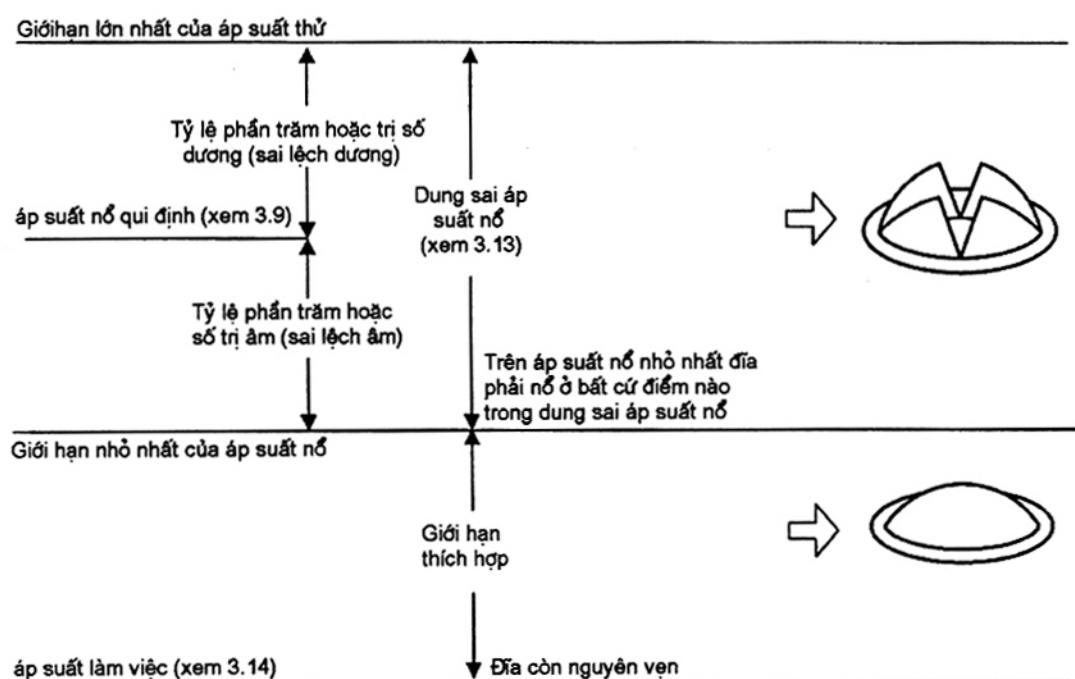 Giớihạn lớn nhất của áp suất thử
Tỷ lệ phần trăm hoặc trị số
dương (sai lệch dương)
áp suất nổ qui định (xem 3.9)
Dung sai áp
suất nổ
(xem 3.13)
Tỷ lệ phần trăm hoặc
số trị âm (sai lệch âm)
Trên áp suất nổ nhỏ nhất đĩa
phải nổ ở bất cứ điểm nào
trong dung sai áp suất nổ
Giới hạn nhỏ nhất của áp suất nổ
Giới hạn
thích hợp
áp suất làm việc (xem 3.14)
Đĩa còn nguyên vẹn